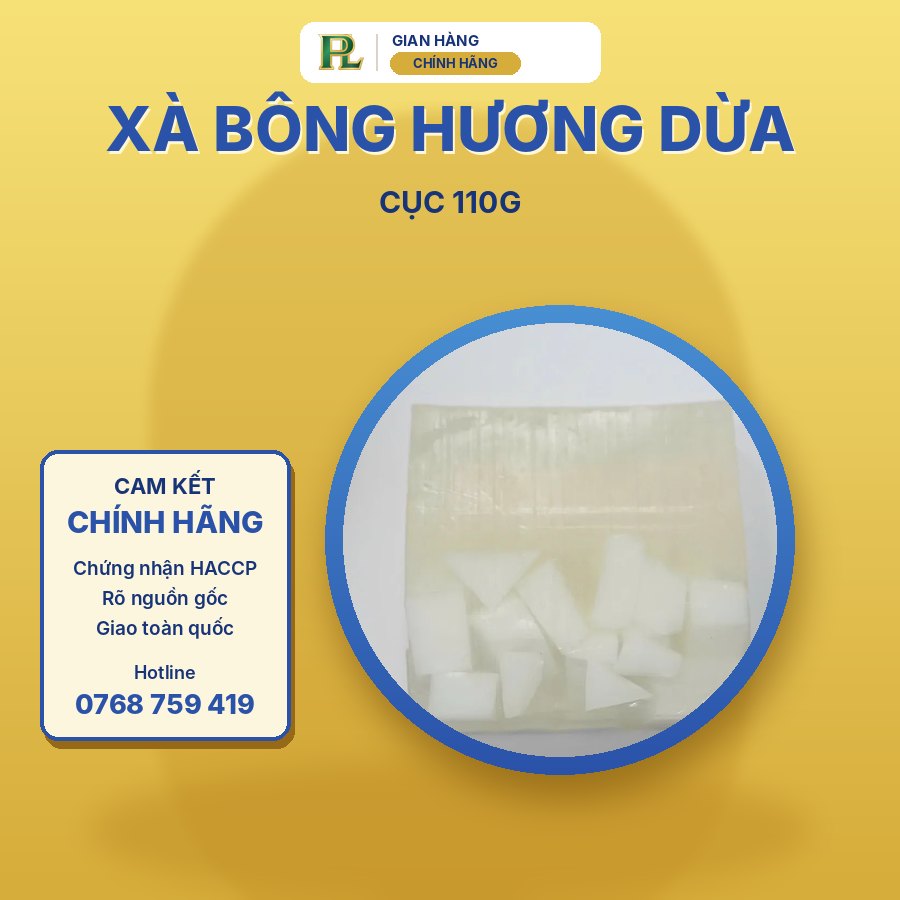 PL
GIAN HÀNG
CHÍNH HÃNG
XÀ BÔNG HƯƠNG DỪA
CỤC 110G
CAM KẾT
CHÍNH HÃNG
Chứng nhận HACCP
Rõ nguồn gốc
Giao toàn quốc
Hotline
0768 759 419